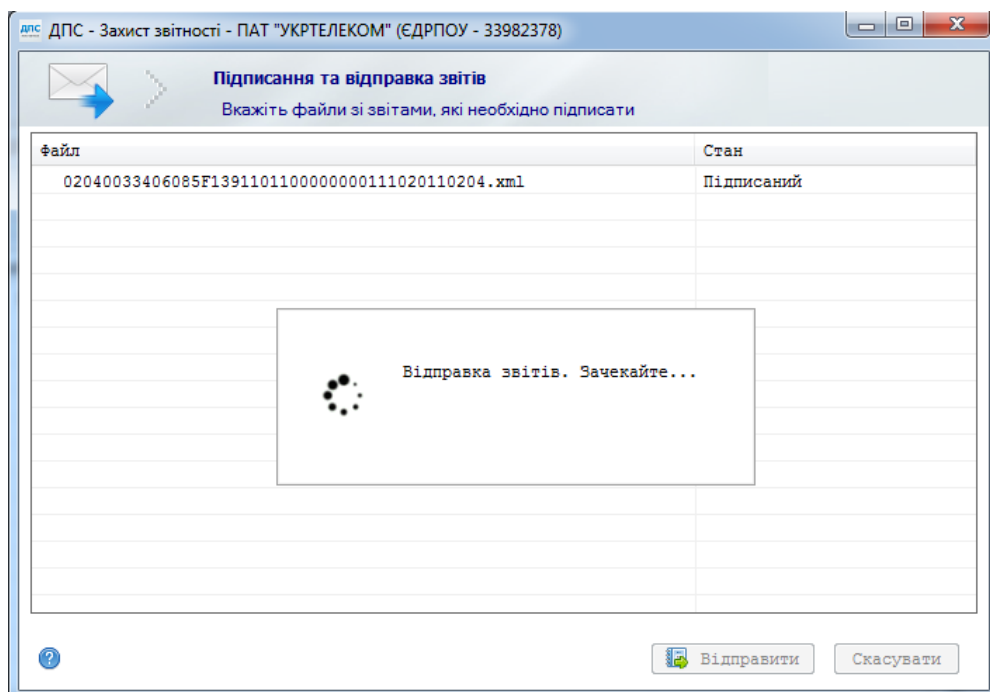 ДПС ДПС - Захист звітності - ПАТ "УКРТЕЛЕКОМ" (ЄДРПОУ - 33982378)
Підписання та відправка звітів
Вкажіть файли зі звітами, які необхідно підписати
Файл Стан
02040033406085F1391101100000000111020110204.xml Підписаний
Відправка звітів. Зачекайте...
Відправити Скасувати